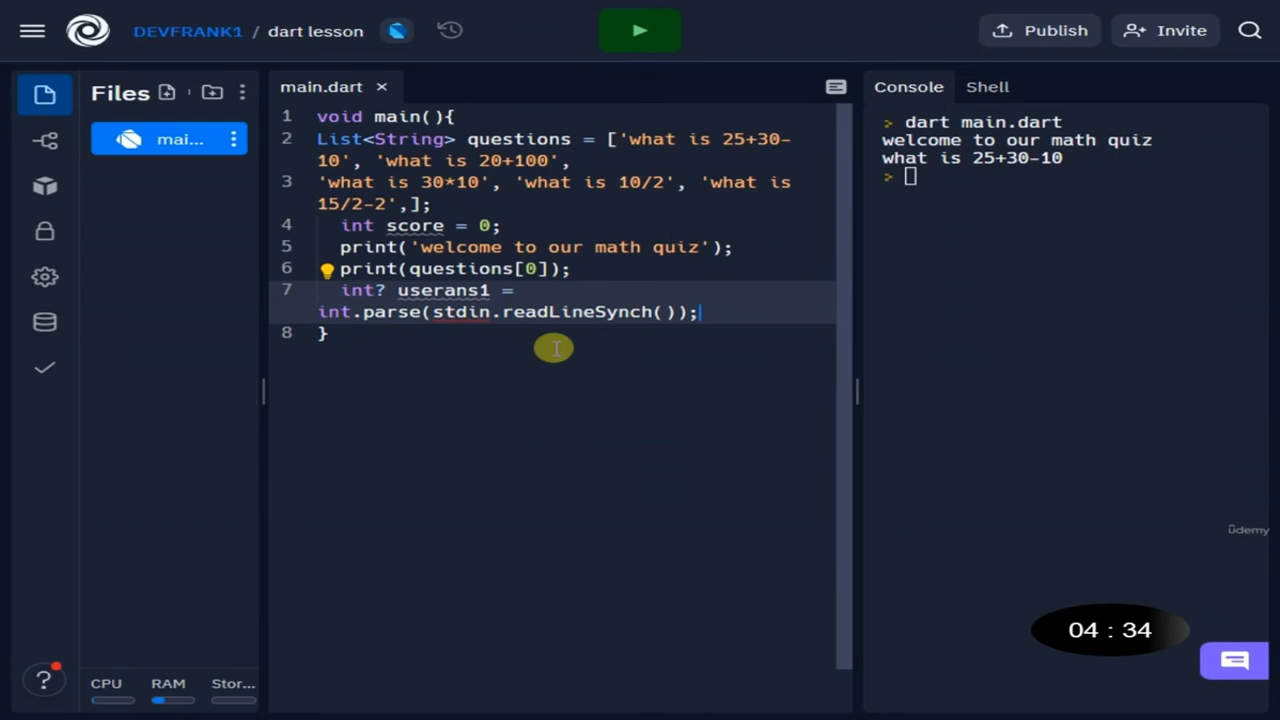 DEVFRANK1 / dart lesson
Publish
Invite
Files
mai...
main.dart ×
1 void main(){
2 List<String> questions = ['what is 25+30-
10', 'what is 20+100',
3 'what is 30*10', 'what is 10/2', 'what is
15/2-2',];
4 int score = 0;
5 print('welcome to our math quiz');
6 print(questions[0]);
7 int? userans1 =
int.parse(stdin.readLineSynch());
8 }
Console Shell
> dart main.dart
welcome to our math quiz
what is 25+30-10
>
ûdemy
04 : 34
?
CPU RAM Stor...